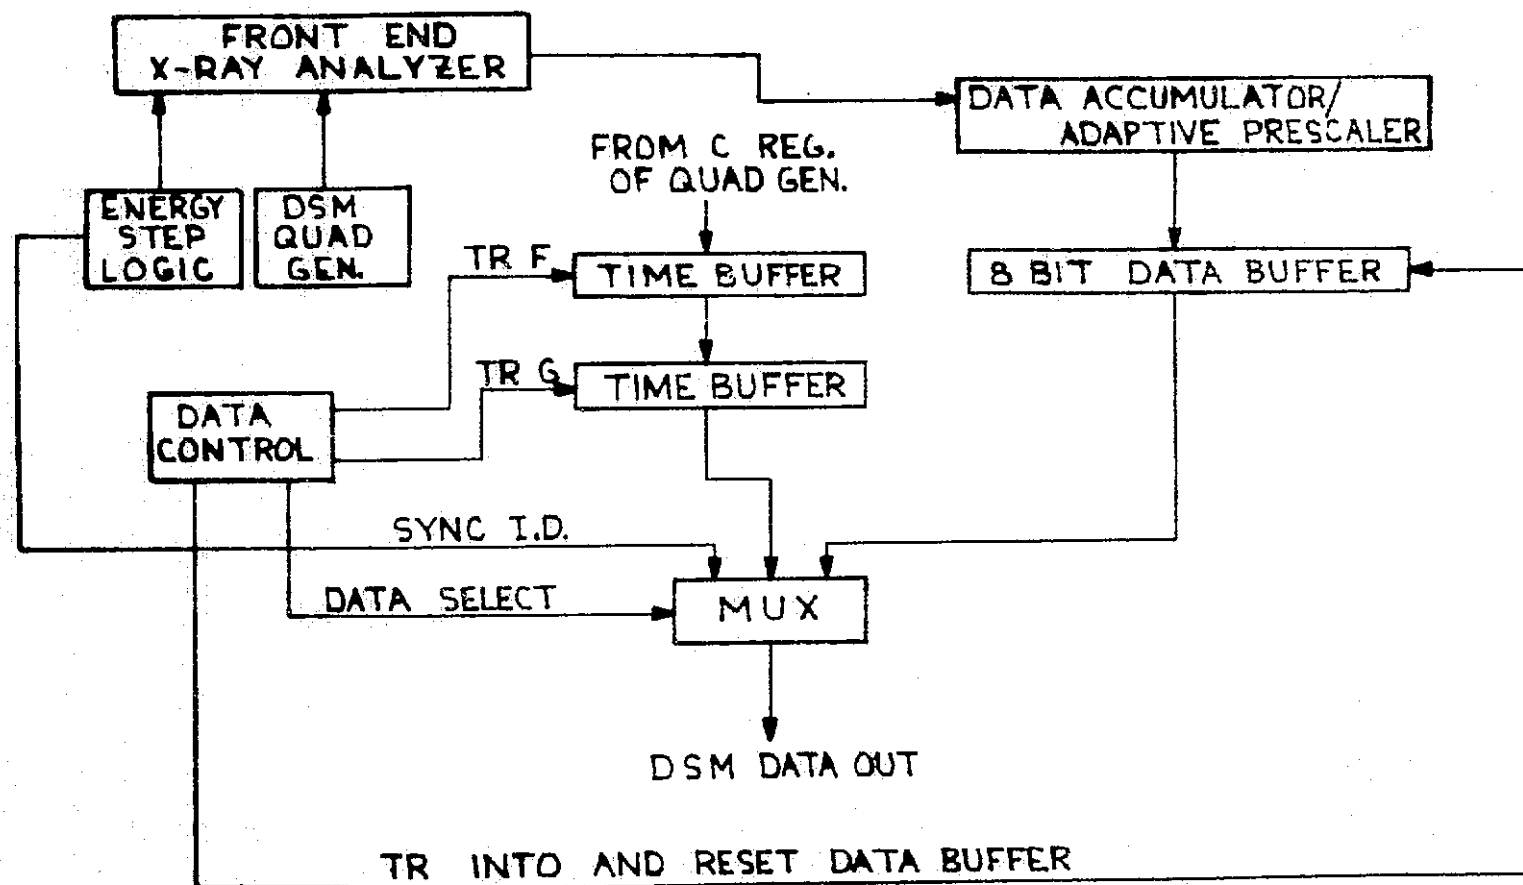 FRONT END
X-RAY ANALYZER
DATA ACCUMULATOR/
ADAPTIVE PRESCALER
FROM C REG.
OF QUAD GEN.
ENERGY
STEP
LOGIC
DSM
QUAD
GEN.
TR F
TIME BUFFER
8 BIT DATA BUFFER
TR G
TIME BUFFER
DATA
CONTROL
SYNC I.D.
DATA SELECT
MUX
DSM DATA OUT
TR INTO AND RESET DATA BUFFER